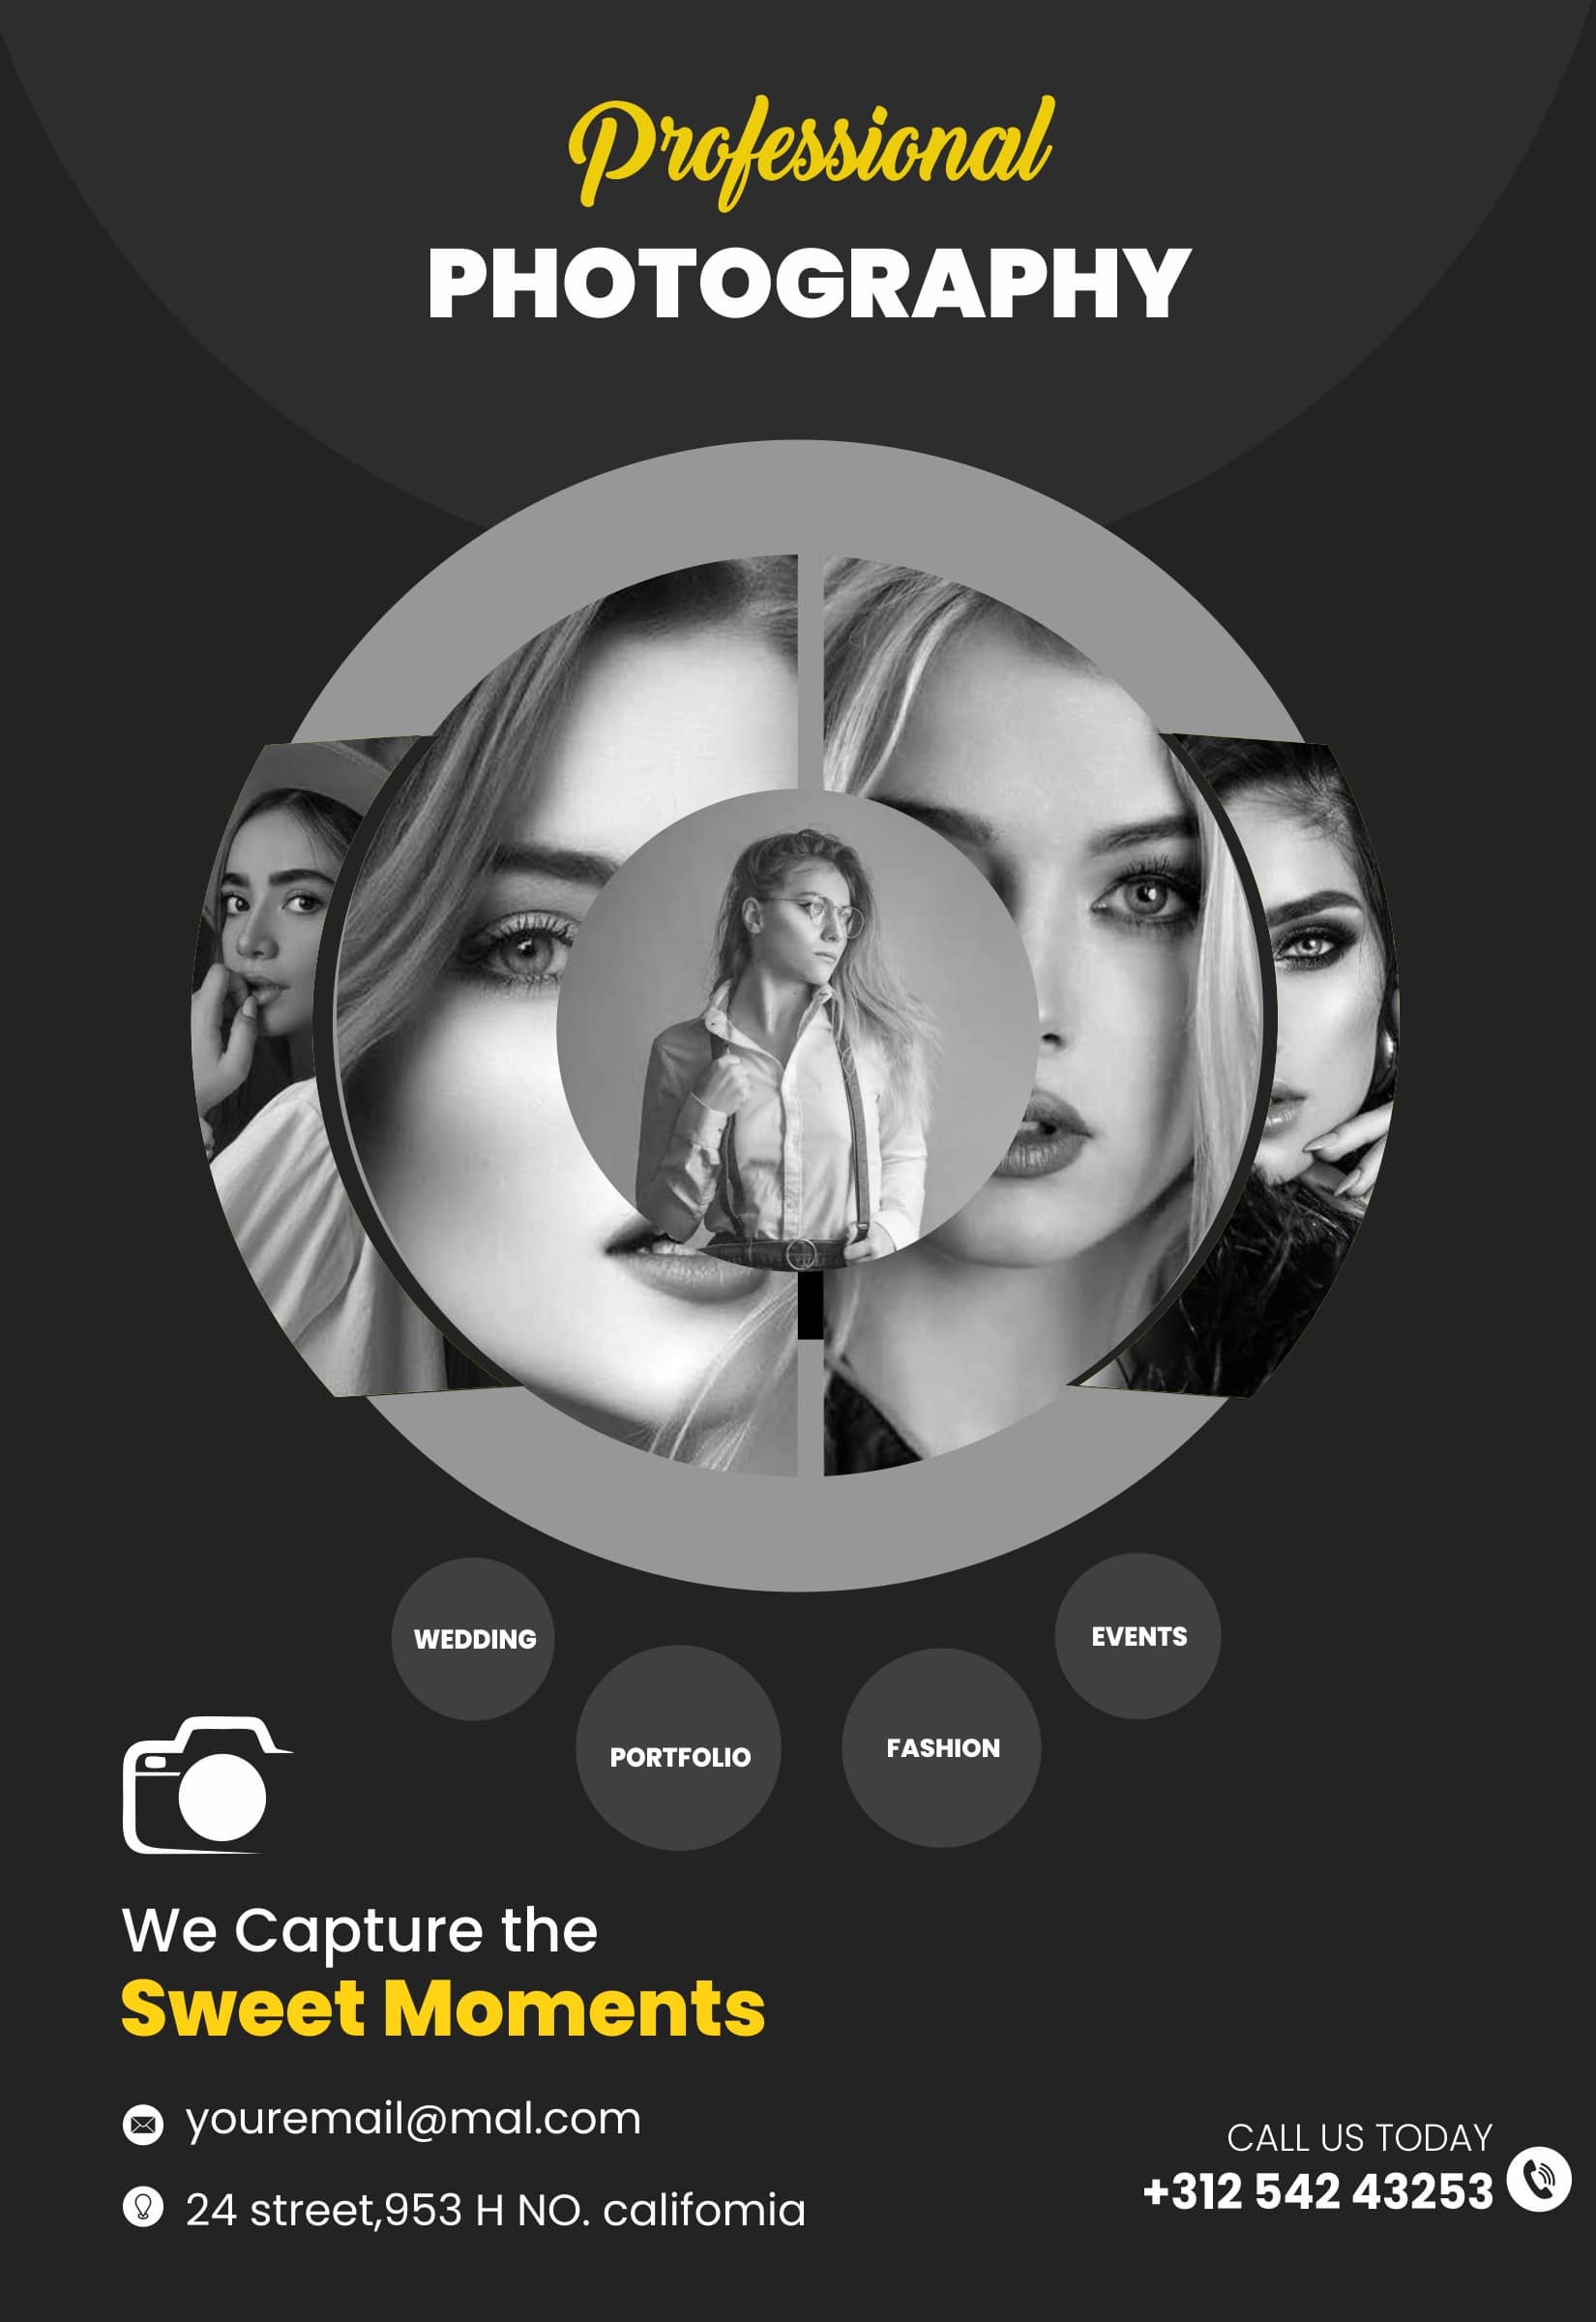 Professional
PHOTOGRAPHY
WEDDING
EVENTS
PORTFOLIO
FASHION
We Capture the
Sweet Moments
youremail@mal.com
24 street,953 H NO. califomia
CALL US TODAY
+312 542 43253